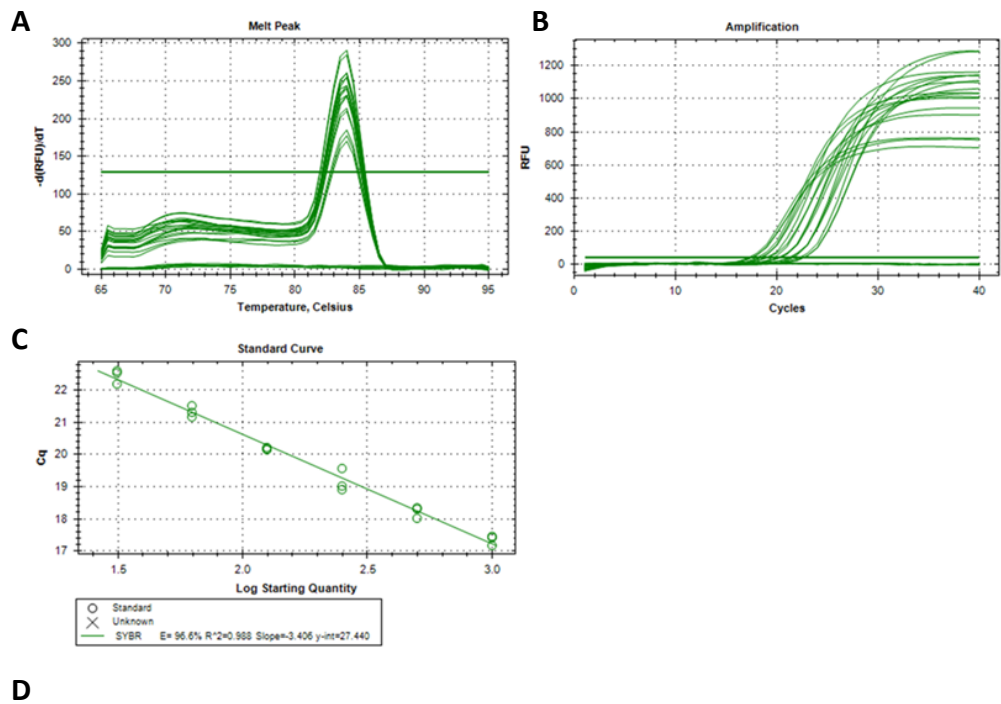 A
B
Melt Peak
Amplification
300
250
200
150
100
50
0
-d(RFU)/dT
65
70
75
80
85
90
95
Temperature, Celsius
1200
1000
800
600
400
200
0
RFU
0
10
20
30
40
Cycles
C
Standard Curve
22
21
20
19
18
17
Cq
1.5
2.0
2.5
3.0
Log Starting Quantity
Standard
Unknown
SYBR E= 96.6% R^2=0.988 Slope=-3.406 y-int=27.440
D